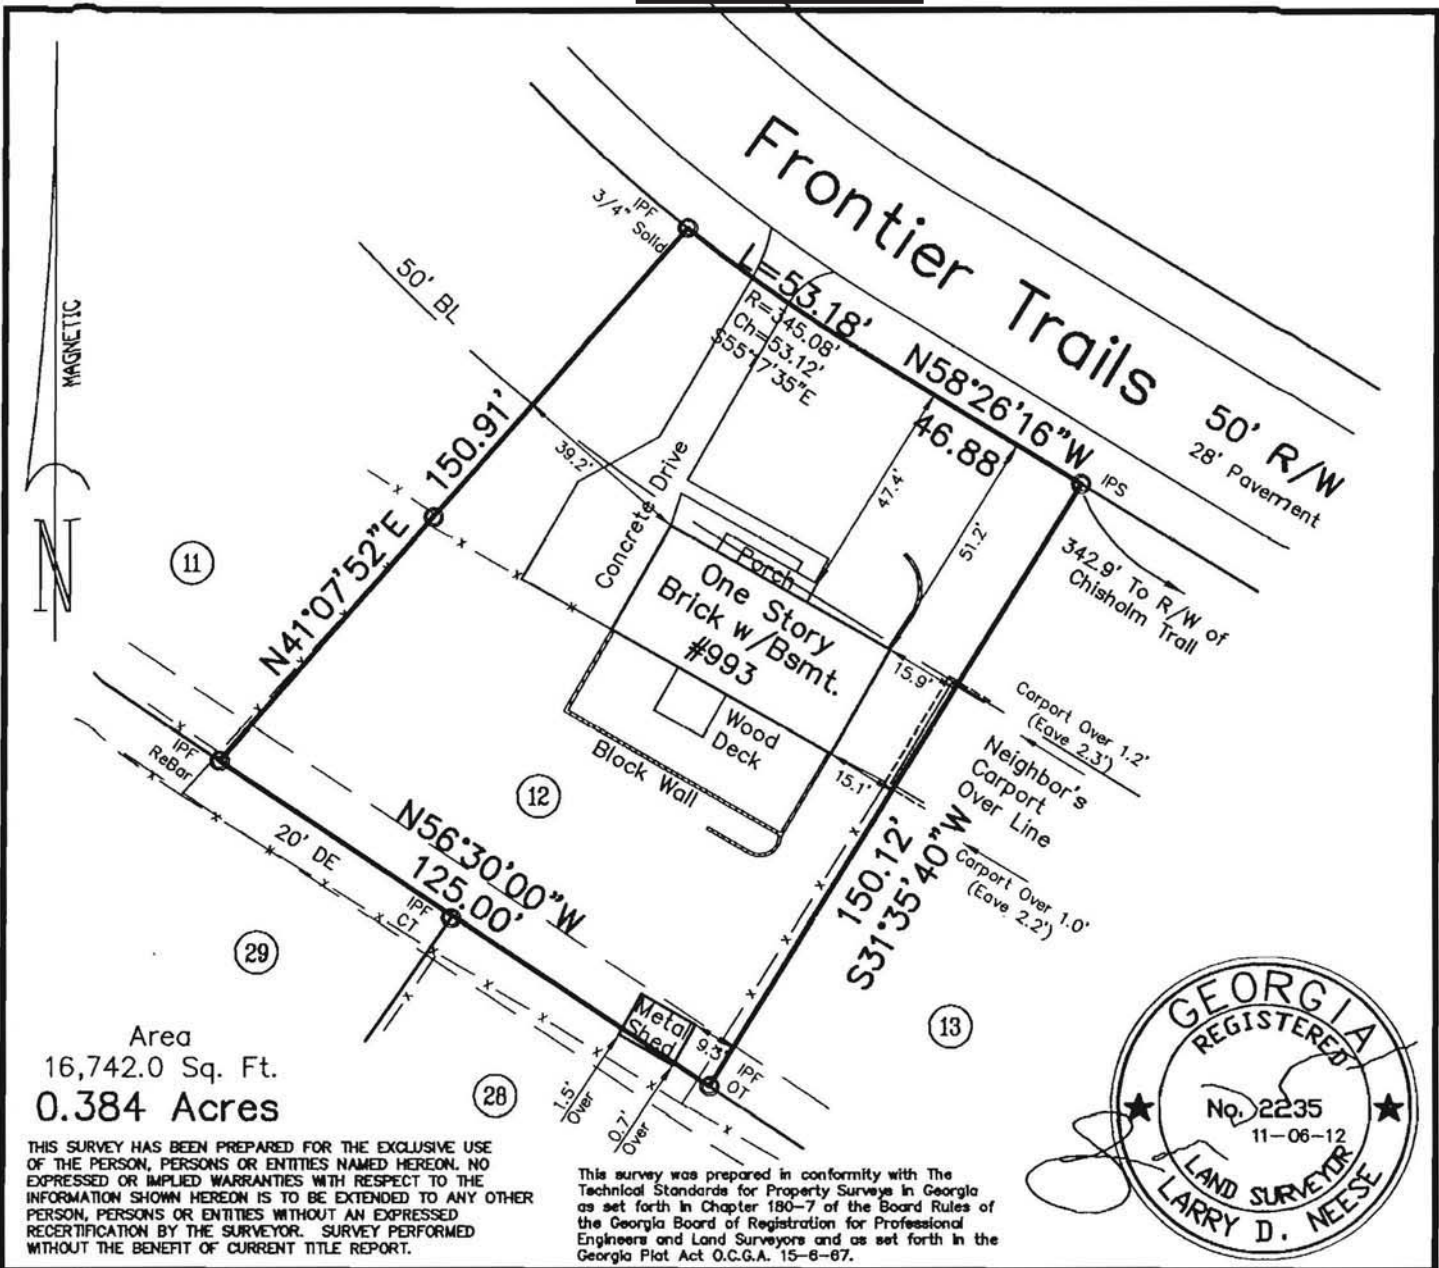 Frontier Trails
50' R/W
28' Pavement
IPF
3/4" Solid
50' BL
L=53.18'
R=345.08'
Ch=53.12'
N58°26'16"W
46.88'
IPS
342.9' To R/W of
Chisholm Trail
MAGNETIC
N
150.91'
N41°07'52"E
39.2'
Concrete Drive
47.4'
51.2'
Porch
One Story
Brick w/Bsmt.
#993
11
15.9'
Carport Over 1.2'
(Eave 2.3')
Neighbor's
Carport
Over Line
Wood
Deck
Block Wall
15.1'
Carport Over 1.0'
(Eave 2.2')
IPF
ReBar
12
N56°30'00"W
125.00'
20' DE
IPF
CT
150.12'
S31°35'40"W
29
13
Metal
Shed
9.3'
IPF
OT
28
1.5'
Over
0.7'
Over
Area
16,742.0 Sq. Ft.
0.384 Acres
THIS SURVEY HAS BEEN PREPARED FOR THE EXCLUSIVE USE
OF THE PERSON, PERSONS OR ENTITIES NAMED HEREON. NO
EXPRESSED OR IMPLIED WARRANTIES WITH RESPECT TO THE
INFORMATION SHOWN HEREON IS TO BE EXTENDED TO ANY OTHER
PERSON, PERSONS OR ENTITIES WITHOUT AN EXPRESSED
RECERTIFICATION BY THE SURVEYOR. SURVEY PERFORMED
WITHOUT THE BENEFIT OF CURRENT TITLE REPORT.
This survey was prepared in conformity with The
Technical Standards for Property Surveys in Georgia
as set forth in Chapter 180-7 of the Board Rules of
the Georgia Board of Registration for Professional
Engineers and Land Surveyors and as set forth in the
Georgia Plat Act O.C.G.A. 15-6-67.
GEORGIA
REGISTERED
No. 2235
11-06-12
LAND SURVEYOR
LARRY D. NEESE